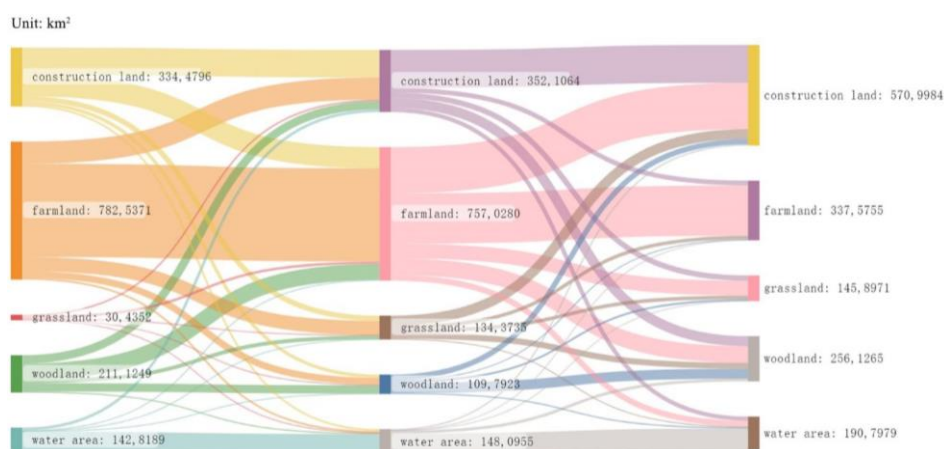 Unit: km²
construction land: 334,4796
farmland: 782,5371
grassland: 30,4352
woodland: 211,1249
water area: 142,8189
construction land: 352,1064
farmland: 757,0280
grassland: 134,3735
woodland: 109,7923
water area: 148,0955
construction land: 570,9984
farmland: 337,5755
grassland: 145,8971
woodland: 256,1265
water area: 190,7979